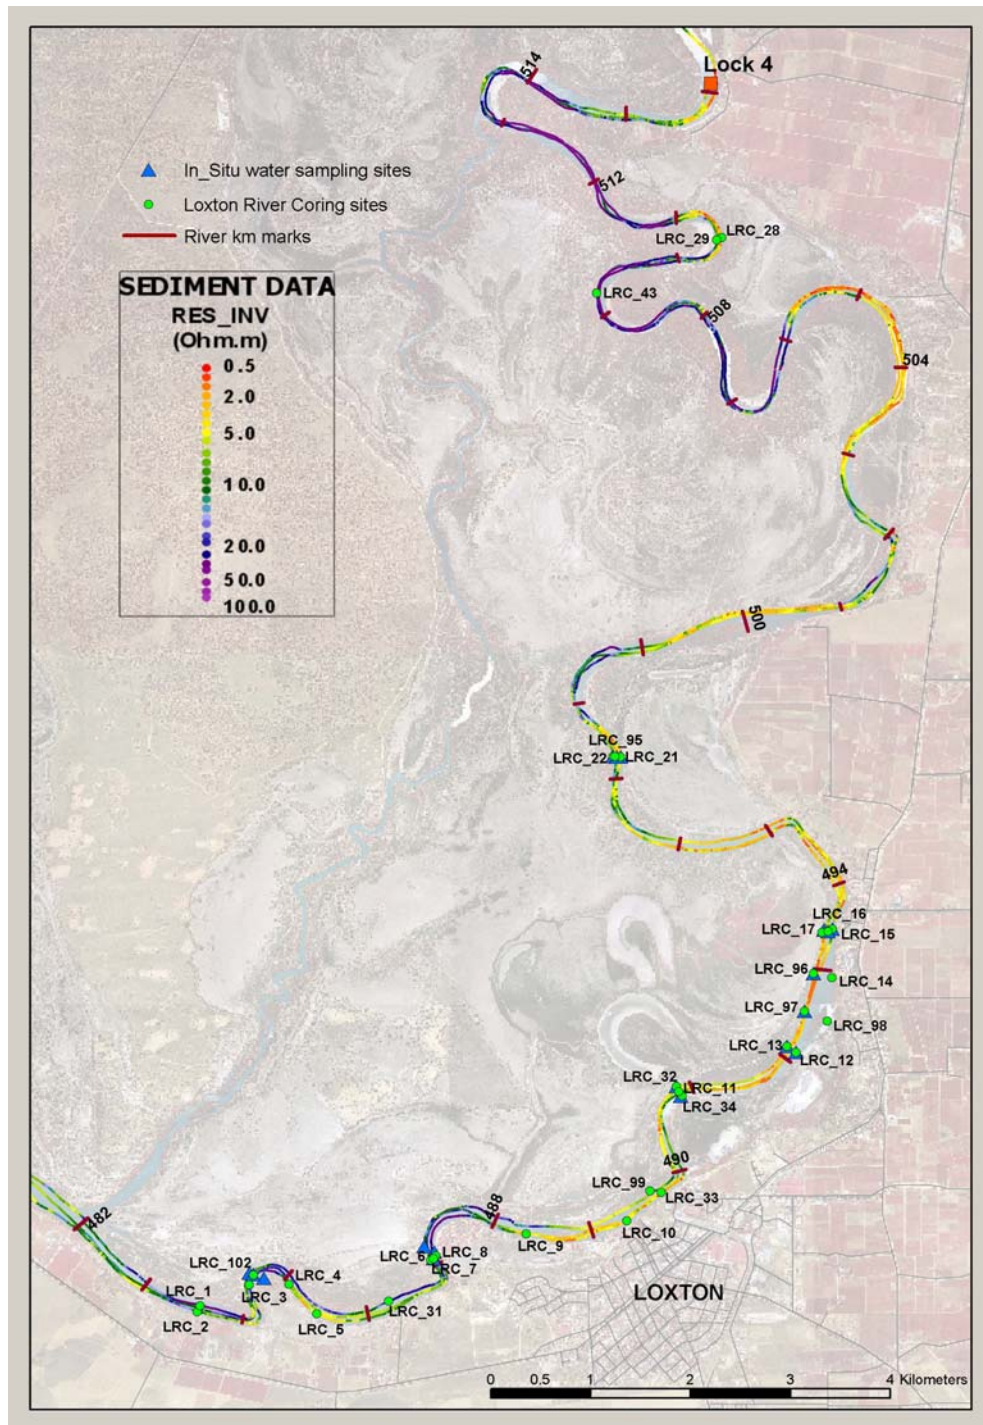 514
Lock 4
In_Situ water sampling sites
512
Loxton River Coring sites
River km marks
LRC_28
LRC_29
SEDIMENT DATA
RES_INV
(Ohm.m)
LRC_43
508
0.5
504
2.0
5.0
10.0
20.0
50.0
100.0
500
LRC_95
LRC_22
LRC_21
494
LRC_16
LRC_17
LRC_15
LRC_96
LRC_14
LRC_97
LRC_98
LRC_13
LRC_12
LRC_32
LRC_11
LRC_34
490
LRC_99
LRC_33
488
482
LRC_10
LRC_9
LRC_8
LRC_6
LRC_7
LRC_102
LRC_4
LRC_3
LRC_1
LRC_31
LRC_2
LRC_5
LOXTON
0 0.5 1 2 3 4 Kilometers